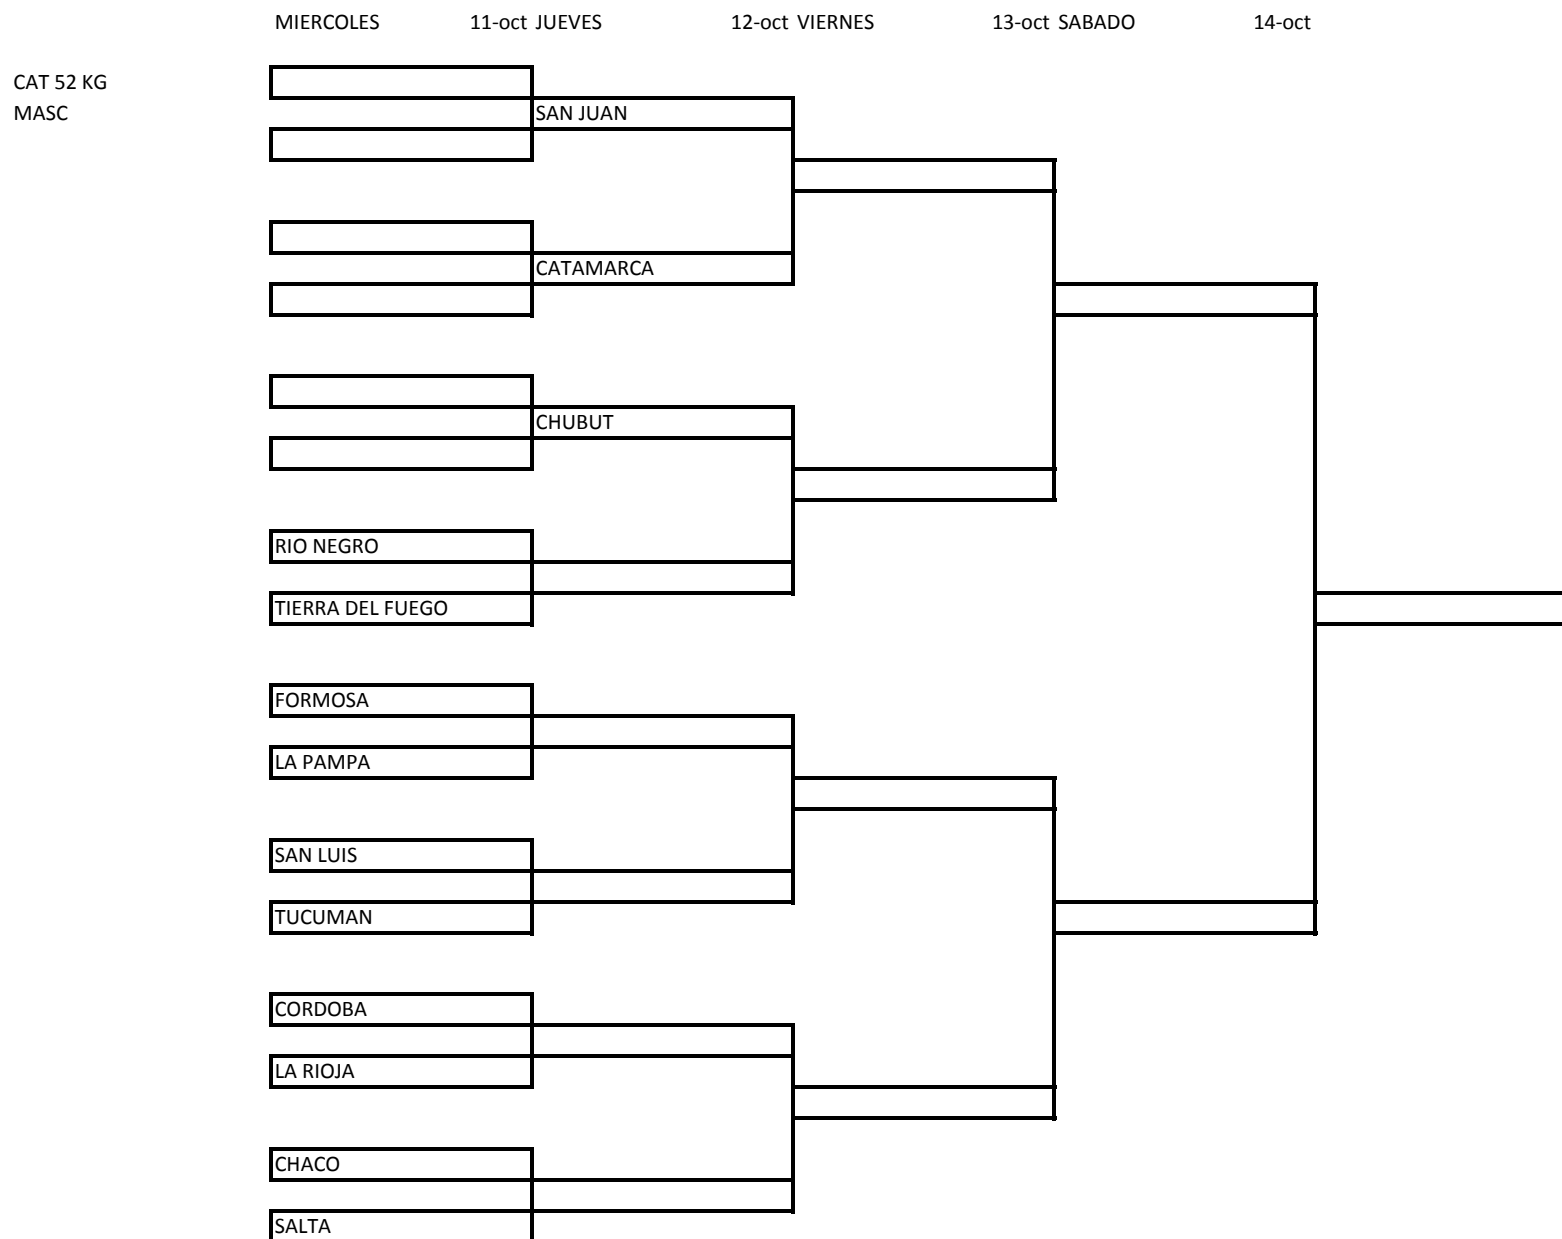 MIERCOLES 11-oct JUEVES 12-oct VIERNES 13-oct SABADO 14-oct
CAT 52 KG
MASC SAN JUAN
CATAMARCA
CHUBUT
RIO NEGRO
TIERRA DEL FUEGO
FORMOSA
LA PAMPA
SAN LUIS
TUCUMAN
CORDOBA
LA RIOJA
CHACO
SALTA